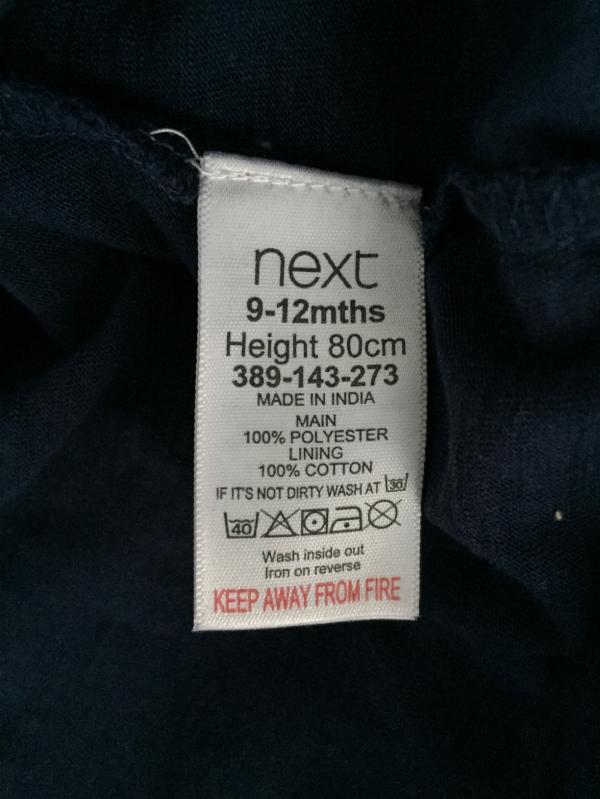 next
9-12mths
Height 80cm
389-143-273
MADE IN INDIA
MAIN
100% POLYESTER
LINING
100% COTTON
IF IT'S NOT DIRTY WASH AT 30
40
Wash inside out
Iron on reverse
KEEP AWAY FROM FIRE